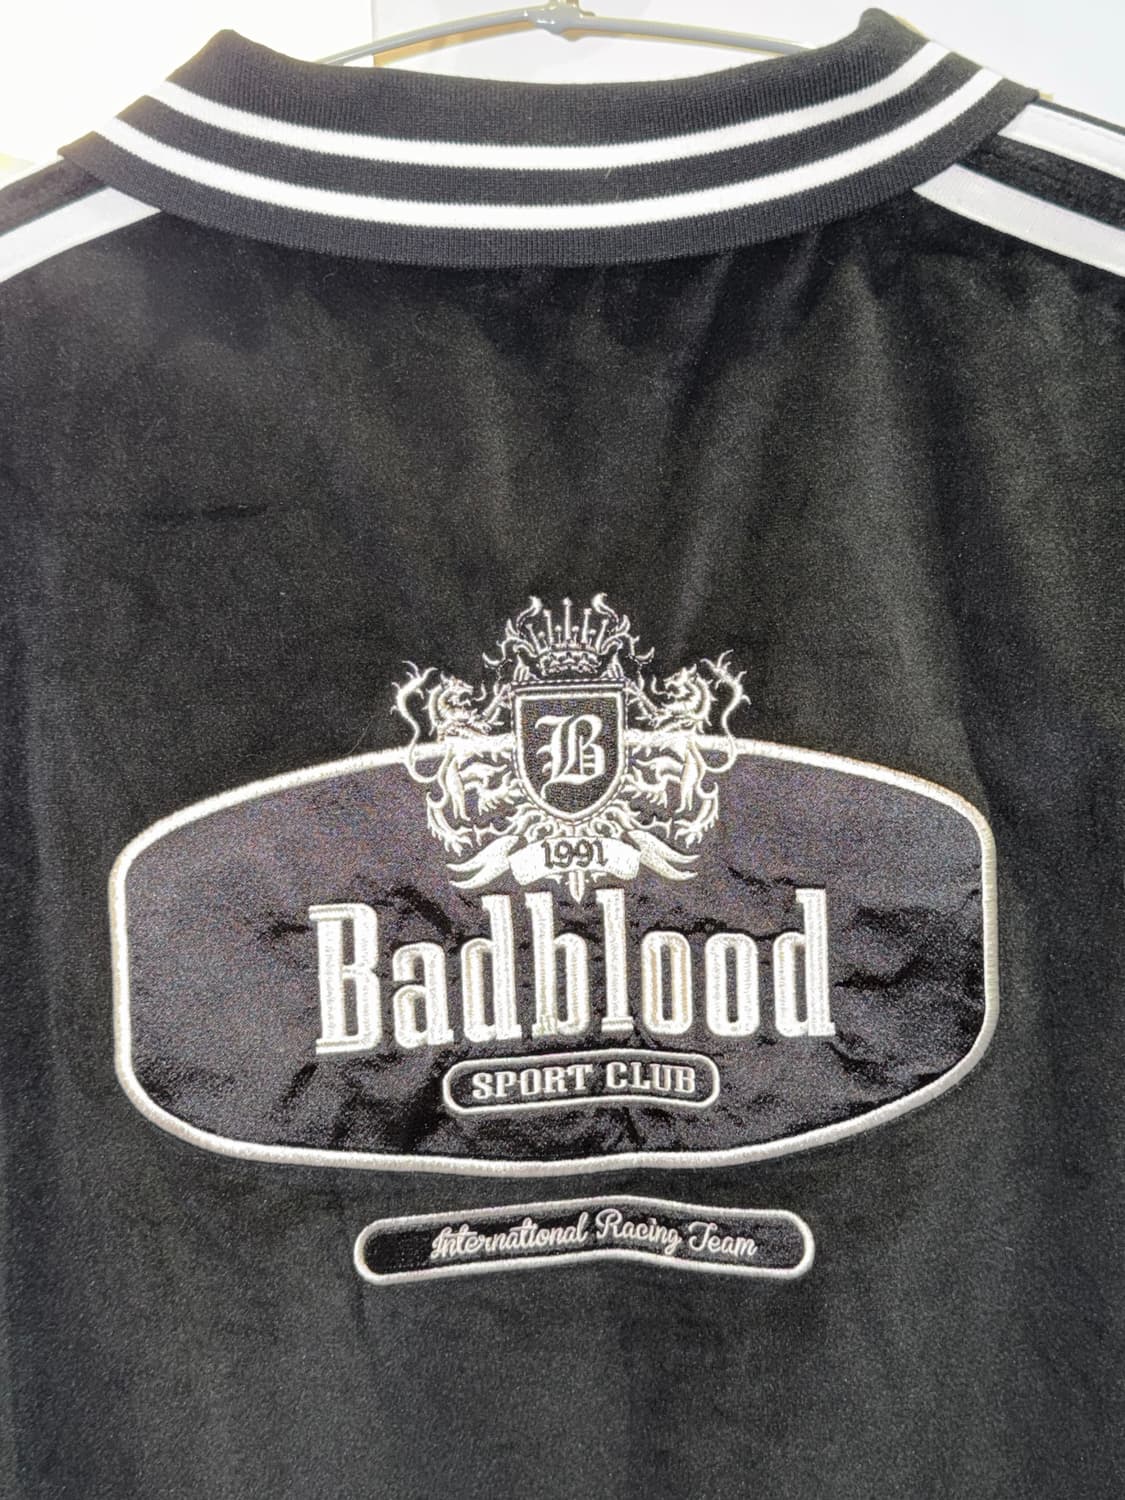 B
1991
Badblood
SPORT CLUB
International Racing Team